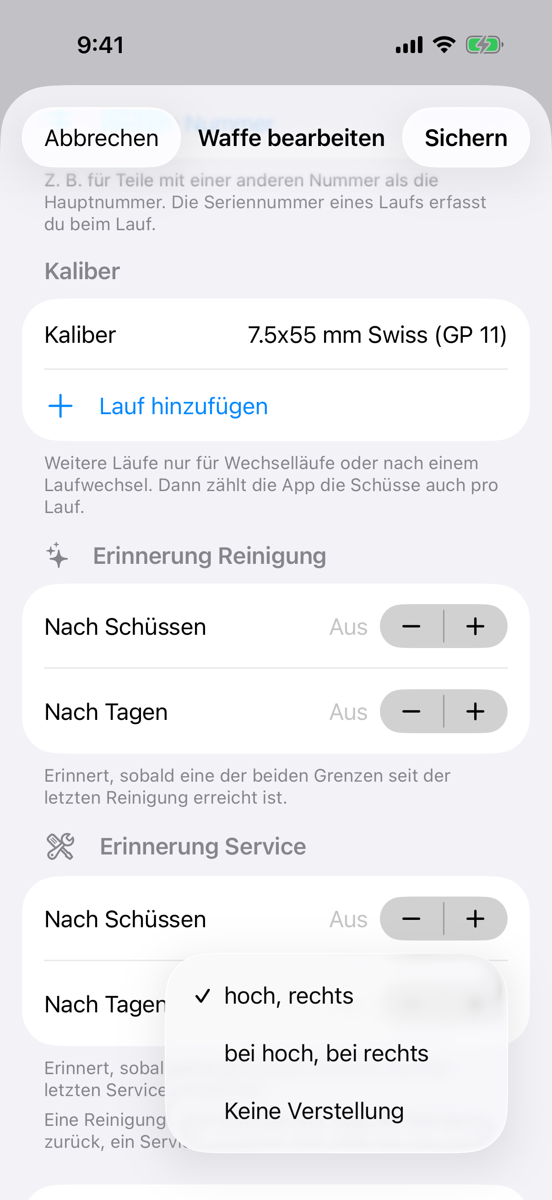 9:41
Abbrechen
Waffe bearbeiten
Sichern
Z. B. für Teile mit einer anderen Nummer als die
Hauptnummer. Die Seriennummer eines Laufs erfasst
du beim Lauf.
Kaliber
Kaliber
7.5x55 mm Swiss (GP 11)
Lauf hinzufügen
Weitere Läufe nur für Wechselläufe oder nach einem
Laufwechsel. Dann zählt die App die Schüsse auch pro
Lauf.
Erinnerung Reinigung
Nach Schüssen
Aus
Nach Tagen
Aus
Erinnert, sobald eine der beiden Grenzen seit der
letzten Reinigung erreicht ist.
Erinnerung Service
Nach Schüssen
Aus
Nach Tagen
hoch, rechts
bei hoch, bei rechts
Keine Verstellung
Erinnert, sobal
letzten Service
Eine Reinigung
zurück, ein Servi